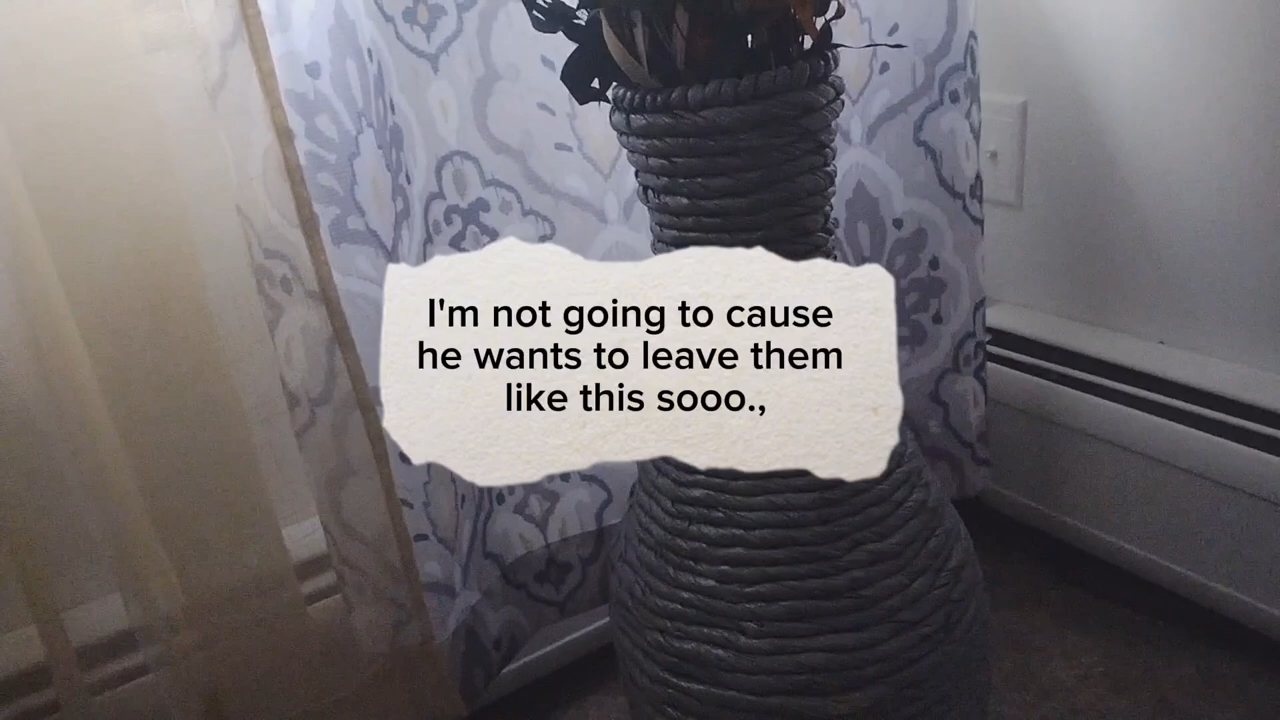 I'm not going to cause
he wants to leave them
like this sooo.,